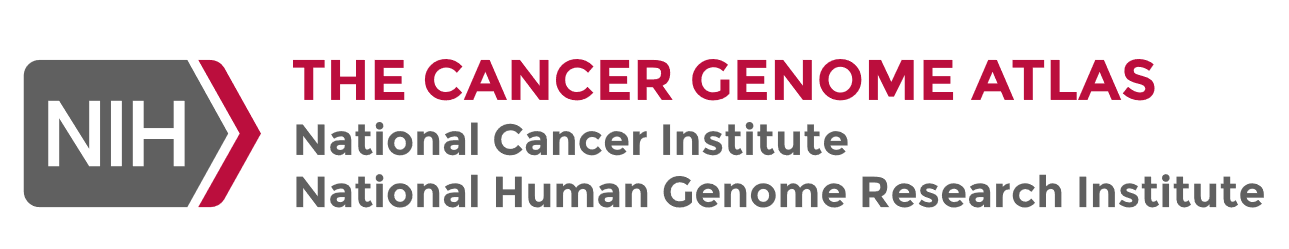 NIH
THE CANCER GENOME ATLAS
National Cancer Institute
National Human Genome Research Institute